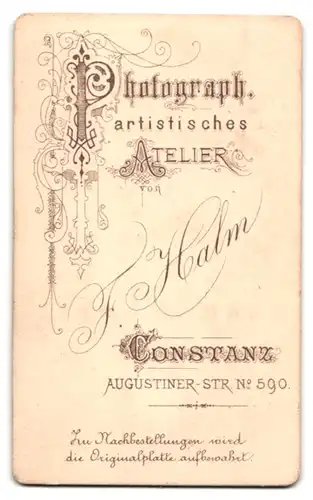 Photograph.
artistisches
ATELIER
VON
F. Halm
CONSTANZ
AUGUSTINER-STR. No 590.
Zu Nachbestellungen wird
die Originalplatte aufbewahrt.